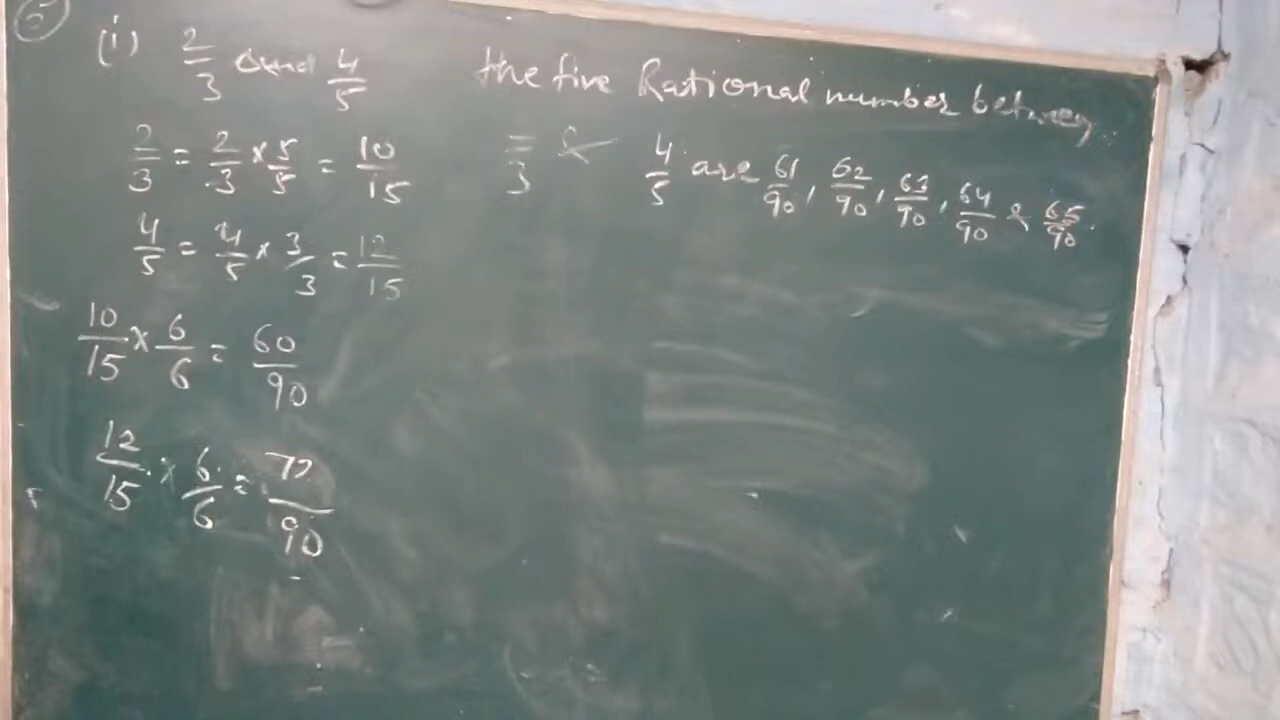 5
(i) 2/3 and 4/5
2/3 = 2/3 × 5/5 = 10/15
4/5 = 4/5 × 3/3 = 12/15
10/15 × 6/6 = 60/90
12/15 × 6/6 = 72/90
the five Rational number between
/3 & 4/5 are 61/90, 62/90, 63/90, 64/90 & 65/90.